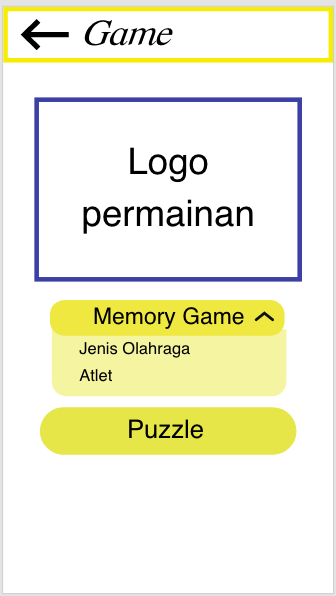 Game
Logo
permainan
Memory Game
Jenis Olahraga
Atlet
Puzzle